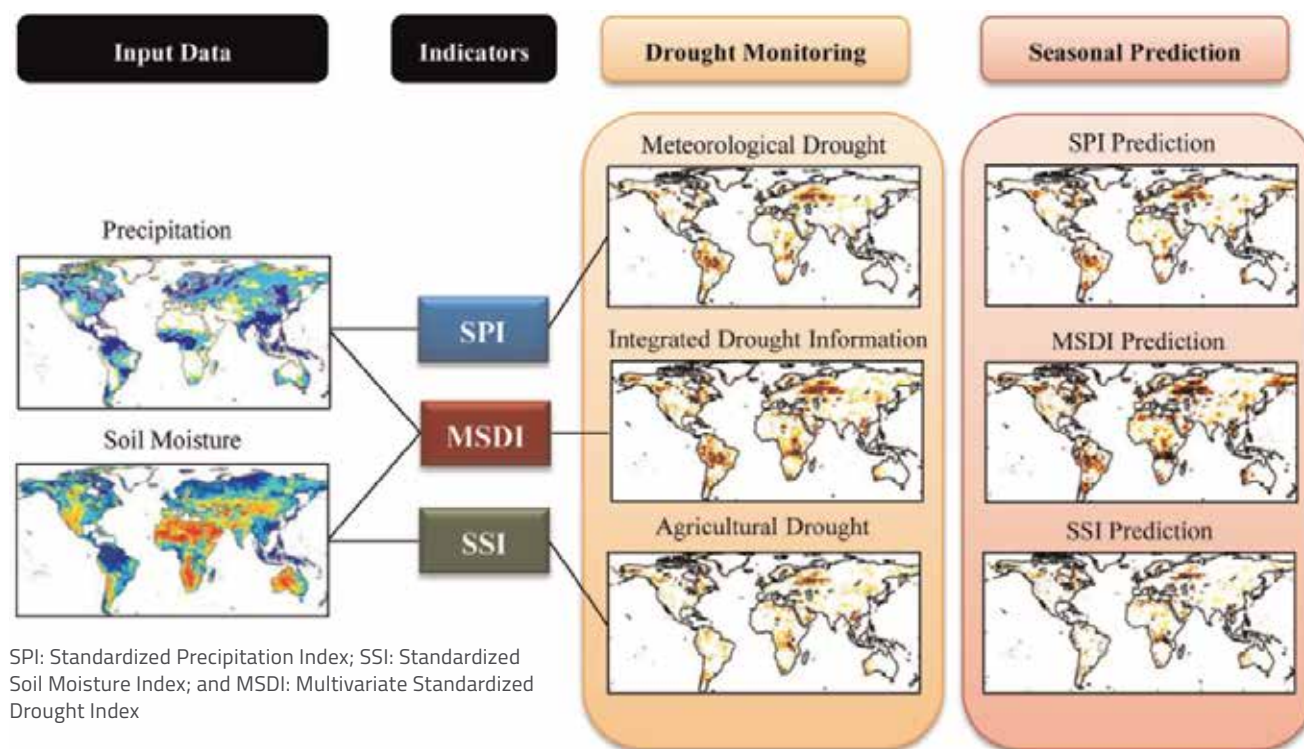 Input Data
Indicators
Drought Monitoring
Seasonal Prediction
Precipitation
Soil Moisture
SPI
MSDI
SSI
Meteorological Drought
Integrated Drought Information
Agricultural Drought
SPI Prediction
MSDI Prediction
SSI Prediction
SPI: Standardized Precipitation Index; SSI: Standardized
Soil Moisture Index; and MSDI: Multivariate Standardized
Drought Index